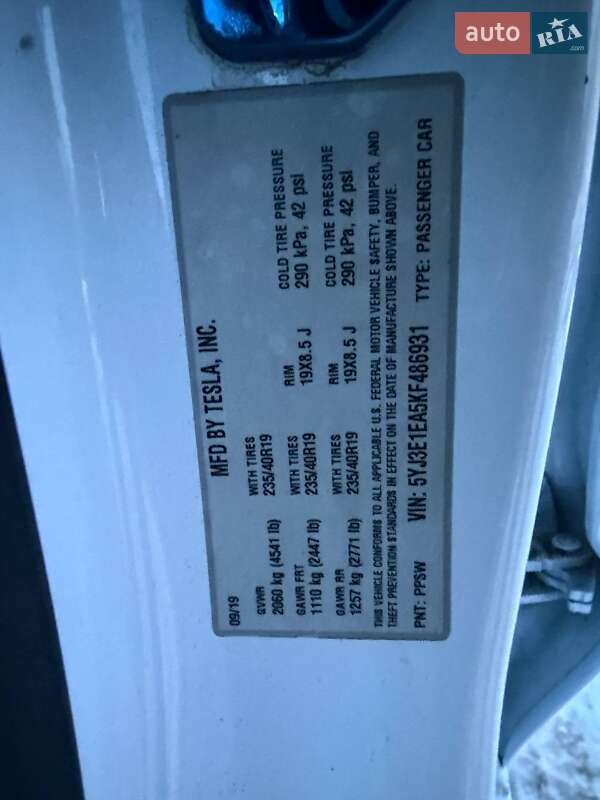 auto RIA .com
MFD BY TESLA, INC.
09/19
GVWR WITH TIRES
2060 kg (4541 lb) 235/40R19
GAWR FRT WITH TIRES RIM COLD TIRE PRESSURE
1110 kg (2447 lb) 235/40R19 19X8.5 J 290 kPa, 42 psi
GAWR RR WITH TIRES RIM COLD TIRE PRESSURE
1257 kg (2771 lb) 235/40R19 19X8.5 J 290 kPa, 42 psi
THIS VEHICLE CONFORMS TO ALL APPLICABLE U.S. FEDERAL MOTOR VEHICLE SAFETY, BUMPER, AND
THEFT PREVENTION STANDARDS IN EFFECT ON THE DATE OF MANUFACTURE SHOWN ABOVE.
PNT: PPSW VIN: 5YJ3E1EA5KF486931 TYPE: PASSENGER CAR